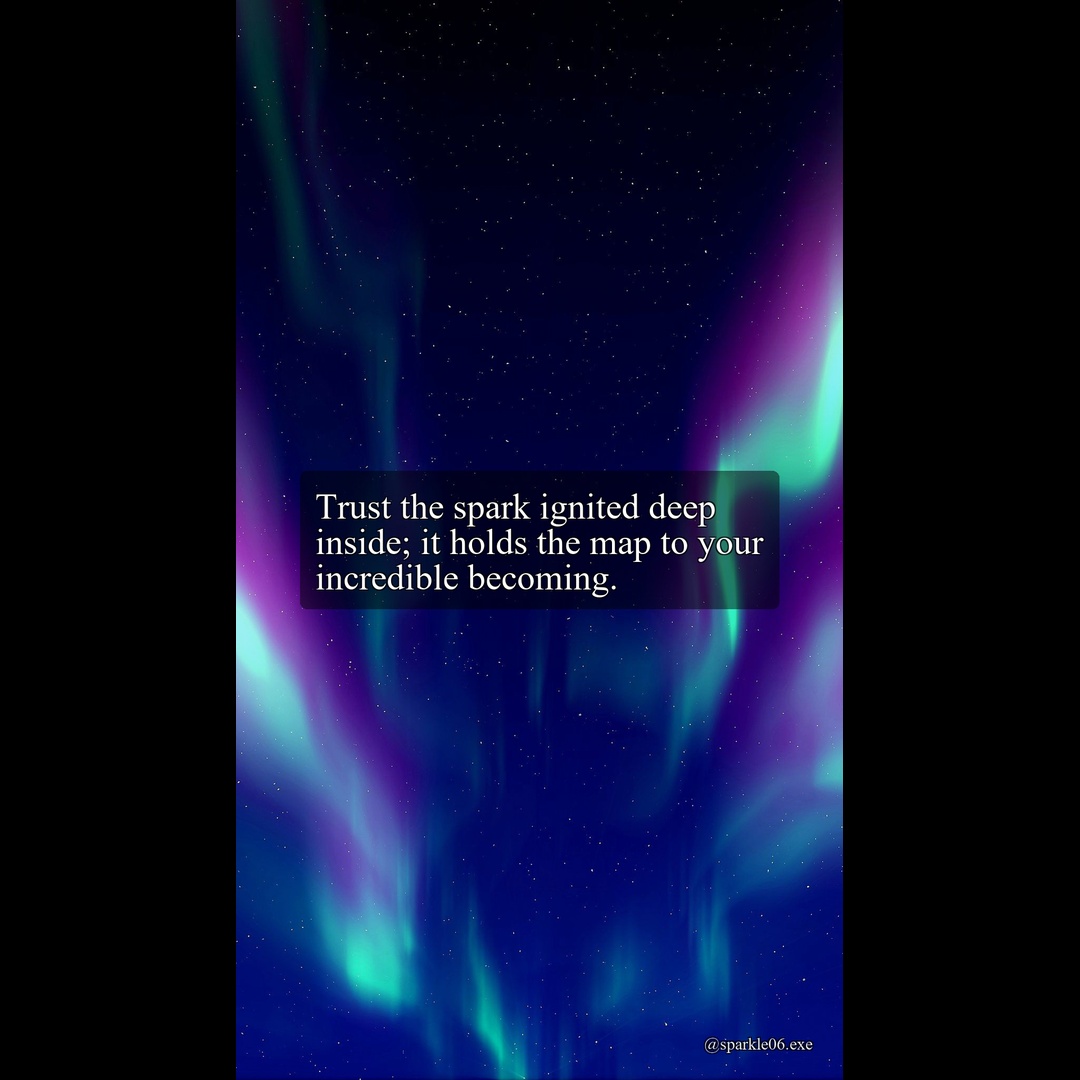 Trust the spark ignited deep
inside; it holds the map to your
incredible becoming.
@sparkle06.exe